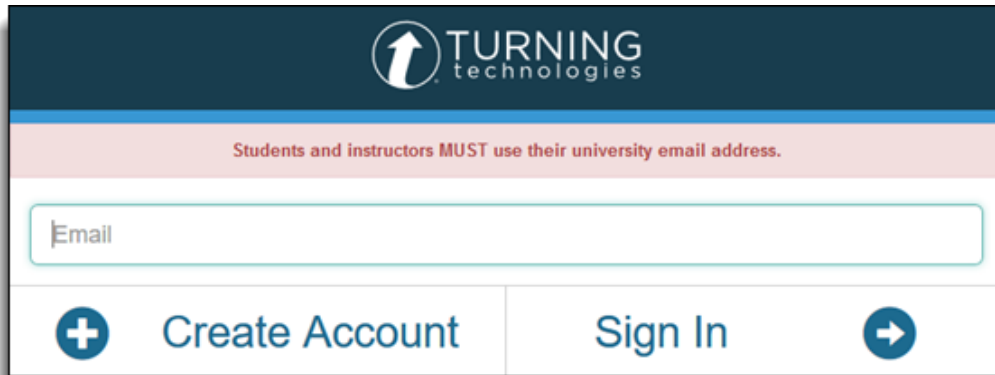 TURNING
technologies
Students and instructors MUST use their university email address.
Email
Create Account
Sign In